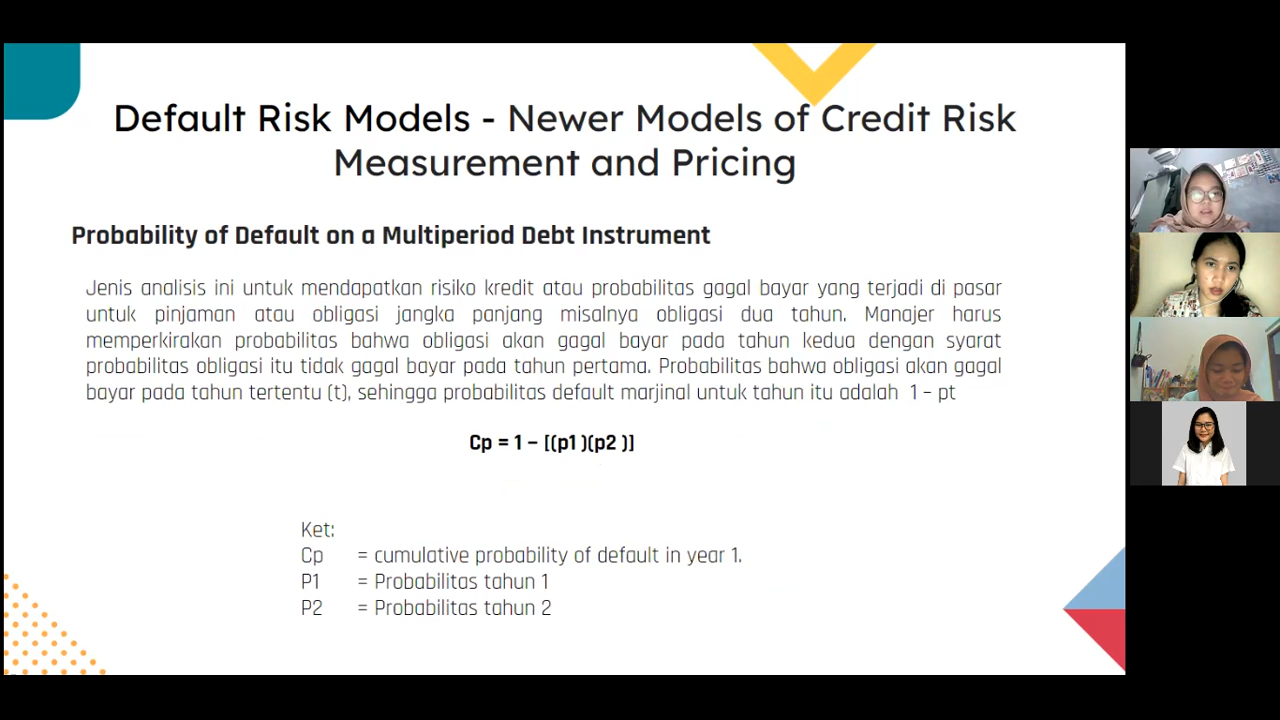 Default Risk Models - Newer Models of Credit Risk
Measurement and Pricing
Probability of Default on a Multiperiod Debt Instrument
Jenis analisis ini untuk mendapatkan risiko kredit atau probabilitas gagal bayar yang terjadi di pasar
untuk pinjaman atau obligasi jangka panjang misalnya obligasi dua tahun. Manajer harus
memperkirakan probabilitas bahwa obligasi akan gagal bayar pada tahun kedua dengan syarat
probabilitas obligasi itu tidak gagal bayar pada tahun pertama. Probabilitas bahwa obligasi akan gagal
bayar pada tahun tertentu (t), sehingga probabilitas default marjinal untuk tahun itu adalah 1 – pt
Cp = 1 – [(p1 )(p2 )]
Ket:
Cp = cumulative probability of default in year 1.
P1 = Probabilitas tahun 1
P2 = Probabilitas tahun 2